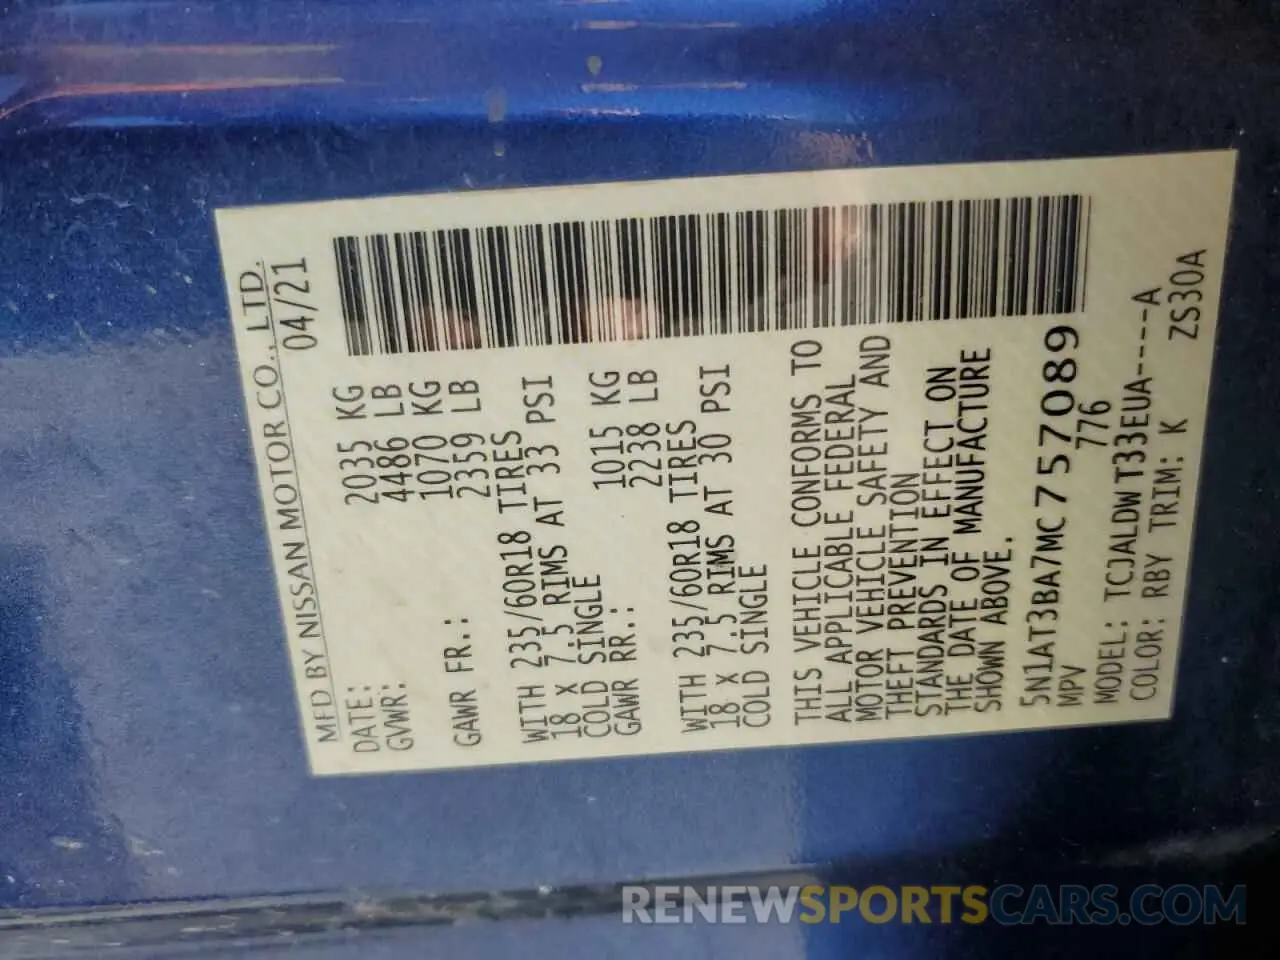 MFD BY NISSAN MOTOR CO., LTD.
DATE: 04/21
GVWR: 2035 KG
4486 LB
GAWR FR.: 1070 KG
2359 LB
WITH 235/60R18 TIRES
18 X 7.5 RIMS AT 33 PSI
COLD SINGLE
GAWR RR.: 1015 KG
2238 LB
WITH 235/60R18 TIRES
18 X 7.5 RIMS AT 30 PSI
COLD SINGLE
THIS VEHICLE CONFORMS TO
ALL APPLICABLE FEDERAL
MOTOR VEHICLE SAFETY AND
THEFT PREVENTION
STANDARDS IN EFFECT ON
THE DATE OF MANUFACTURE
SHOWN ABOVE.
5N1AT3BA7MC757089
MPV 776
MODEL: TCJALDWT33EUA----A
COLOR: RBY TRIM: K ZS30A
RENEWSPORTSCARS.COM